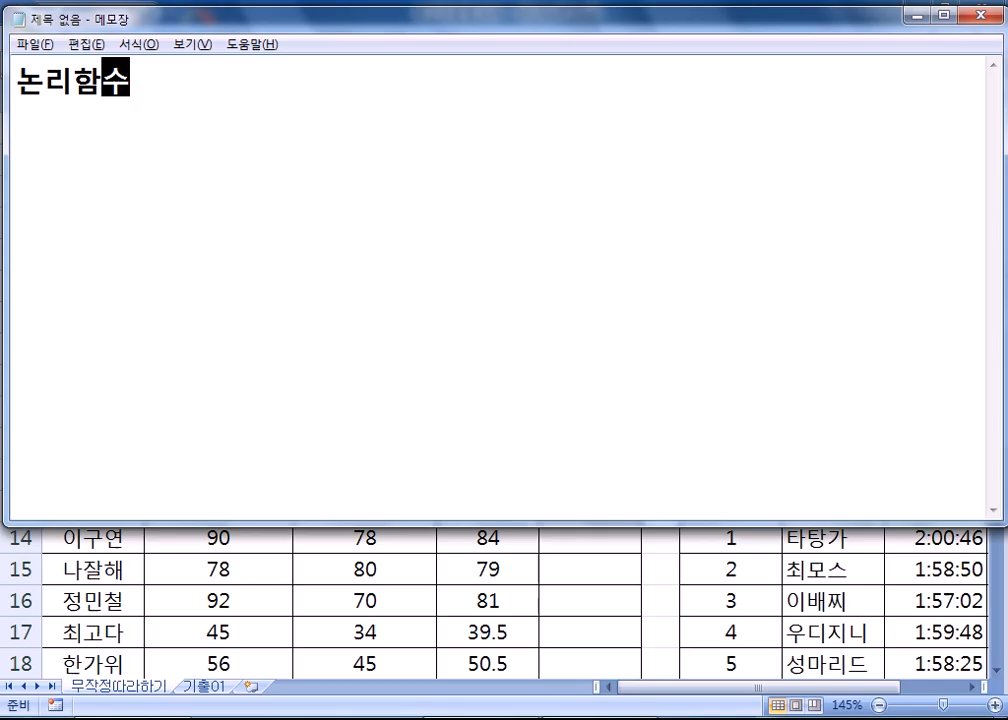 제목 없음 - 메모장
파일(F) 편집(E) 서식(O) 보기(V) 도움말(H)
논리함수
14 이구연 90 78 84 1 타탕가 2:00:46
15 나잘해 78 80 79 2 최모스 1:58:50
16 정민철 92 70 81 3 이배찌 1:57:02
17 최고다 45 34 39.5 4 우디지니 1:59:48
18 한가위 56 45 50.5 5 성마리드 1:58:25
무작정따라하기 기출01
준비 145%